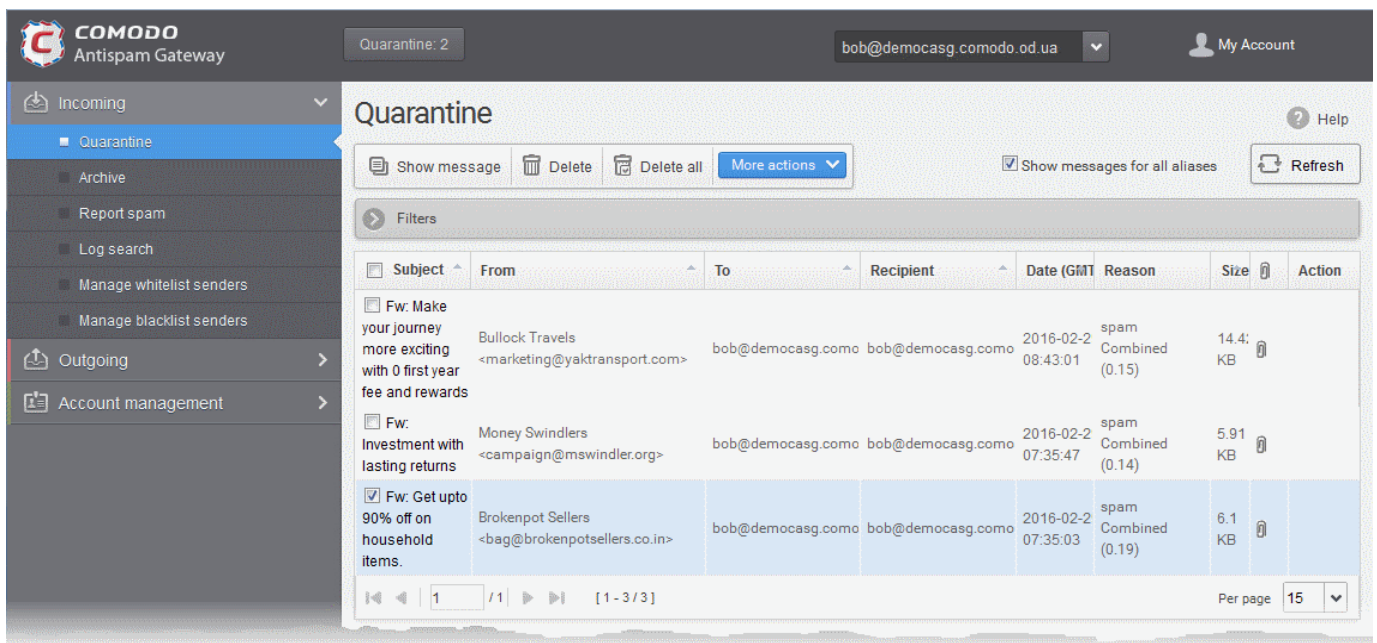 COMODO
Antispam Gateway
Quarantine: 2
bob@democasg.comodo.od.ua
My Account
Incoming
Quarantine
Archive
Report spam
Log search
Manage whitelist senders
Manage blacklist senders
Outgoing
Account management
Quarantine
Help
Show message
Delete
Delete all
More actions
Show messages for all aliases
Refresh
Filters
Subject
From
To
Recipient
Date (GMT
Reason
Size
Action
Fw: Make
your journey
more exciting
with 0 first year
fee and rewards
Bullock Travels
<marketing@yaktransport.com>
bob@democasg.como
bob@democasg.como
2016-02-2
08:43:01
spam
Combined
(0.15)
14.4
KB
Fw:
Investment with
lasting returns
Money Swindlers
<campaign@mswindler.org>
bob@democasg.como
bob@democasg.como
2016-02-2
07:35:47
spam
Combined
(0.14)
5.91
KB
Fw: Get upto
90% off on
household
items.
Brokenpot Sellers
<bag@brokenpotsellers.co.in>
bob@democasg.como
bob@democasg.como
2016-02-2
07:35:03
spam
Combined
(0.19)
6.1
KB
1
/ 1
[ 1 - 3 / 3 ]
Per page
15